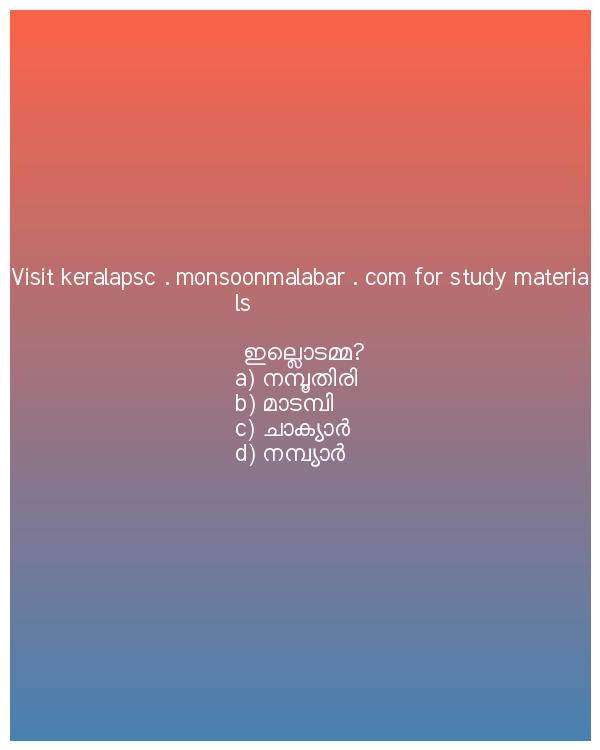 Visit keralapsc . monsoonmalabar . com for study materia
ls
ഇല്ലൊടമ്മ?
a) നമ്പൂതിരി
b) മാടമ്പി
c) ചാക്യാർ
d) നമ്പ്യാർ